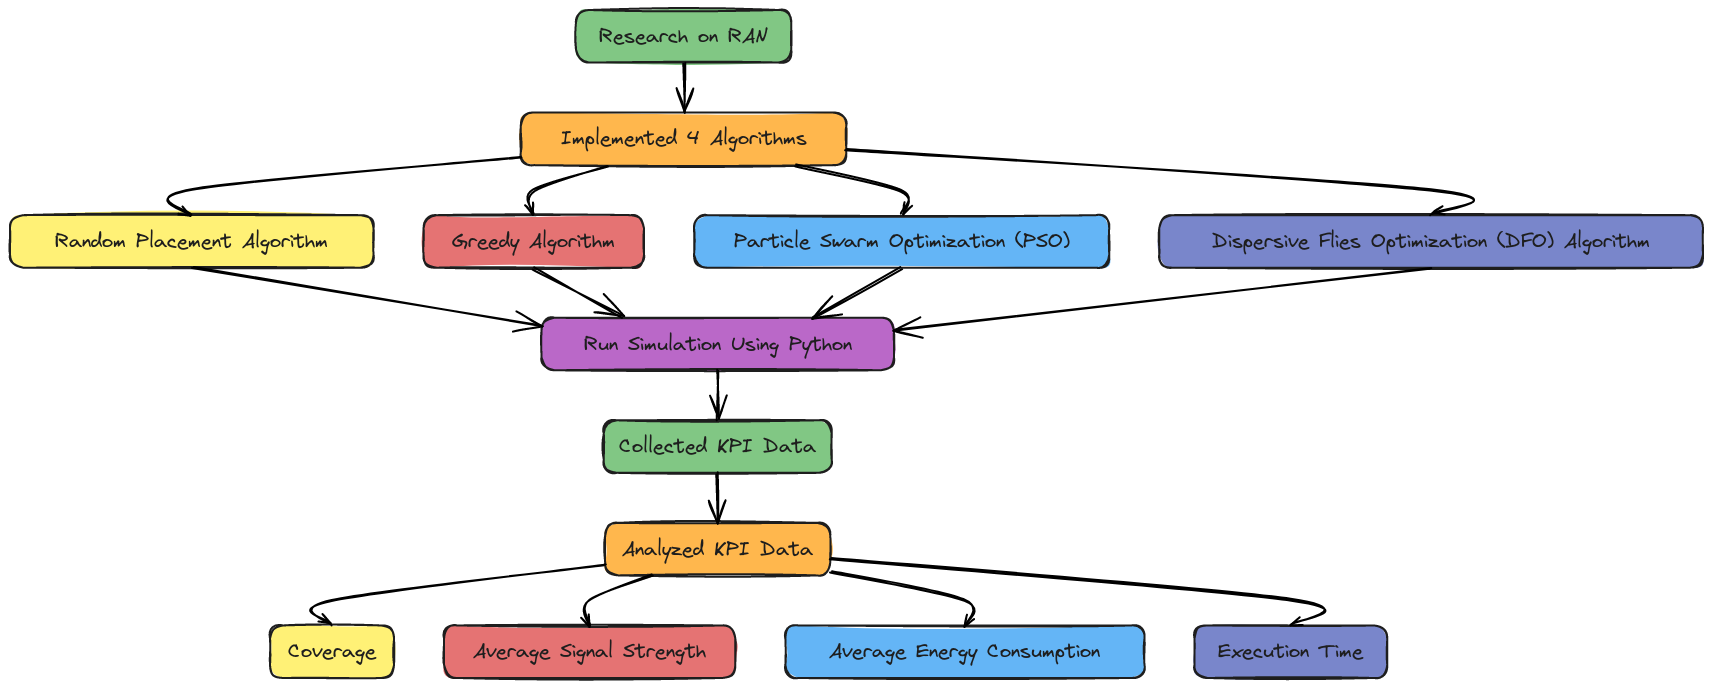 Research on RAN
Implemented 4 Algorithms
Random Placement Algorithm
Greedy Algorithm
Particle Swarm Optimization (PSO)
Dispersive Flies Optimization (DFO) Algorithm
Run Simulation Using Python
Collected KPI Data
Analyzed KPI Data
Coverage
Average Signal Strength
Average Energy Consumption
Execution Time